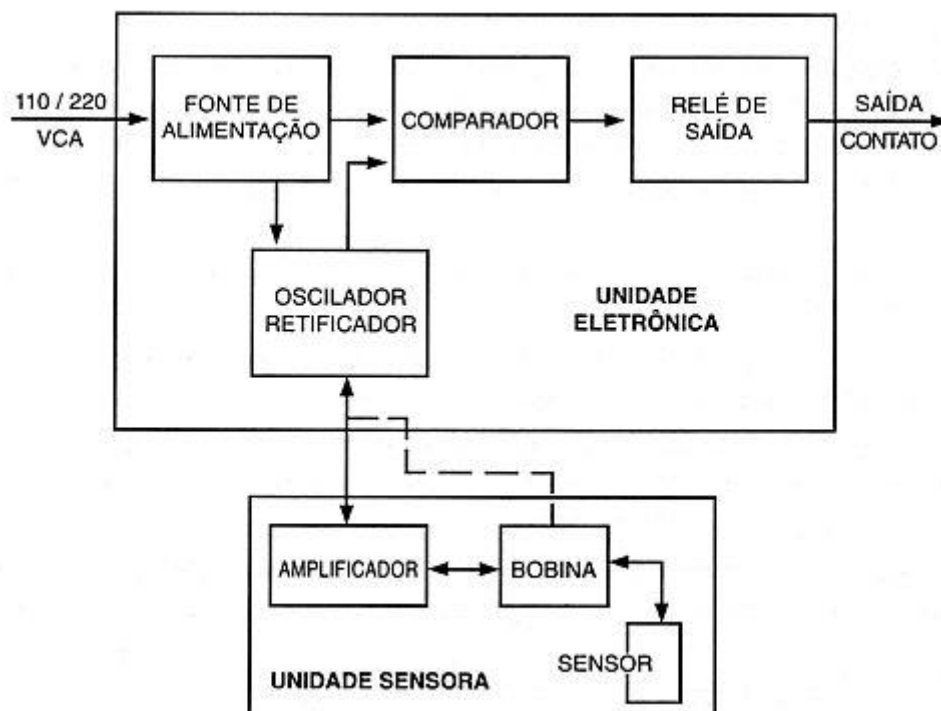 110 / 220
VCA
FONTE DE
ALIMENTAÇÃO
COMPARADOR
RELÉ DE
SAÍDA
SAÍDA
CONTATO
OSCILADOR
RETIFICADOR
UNIDADE
ELETRÔNICA
AMPLIFICADOR
BOBINA
SENSOR
UNIDADE SENSORA